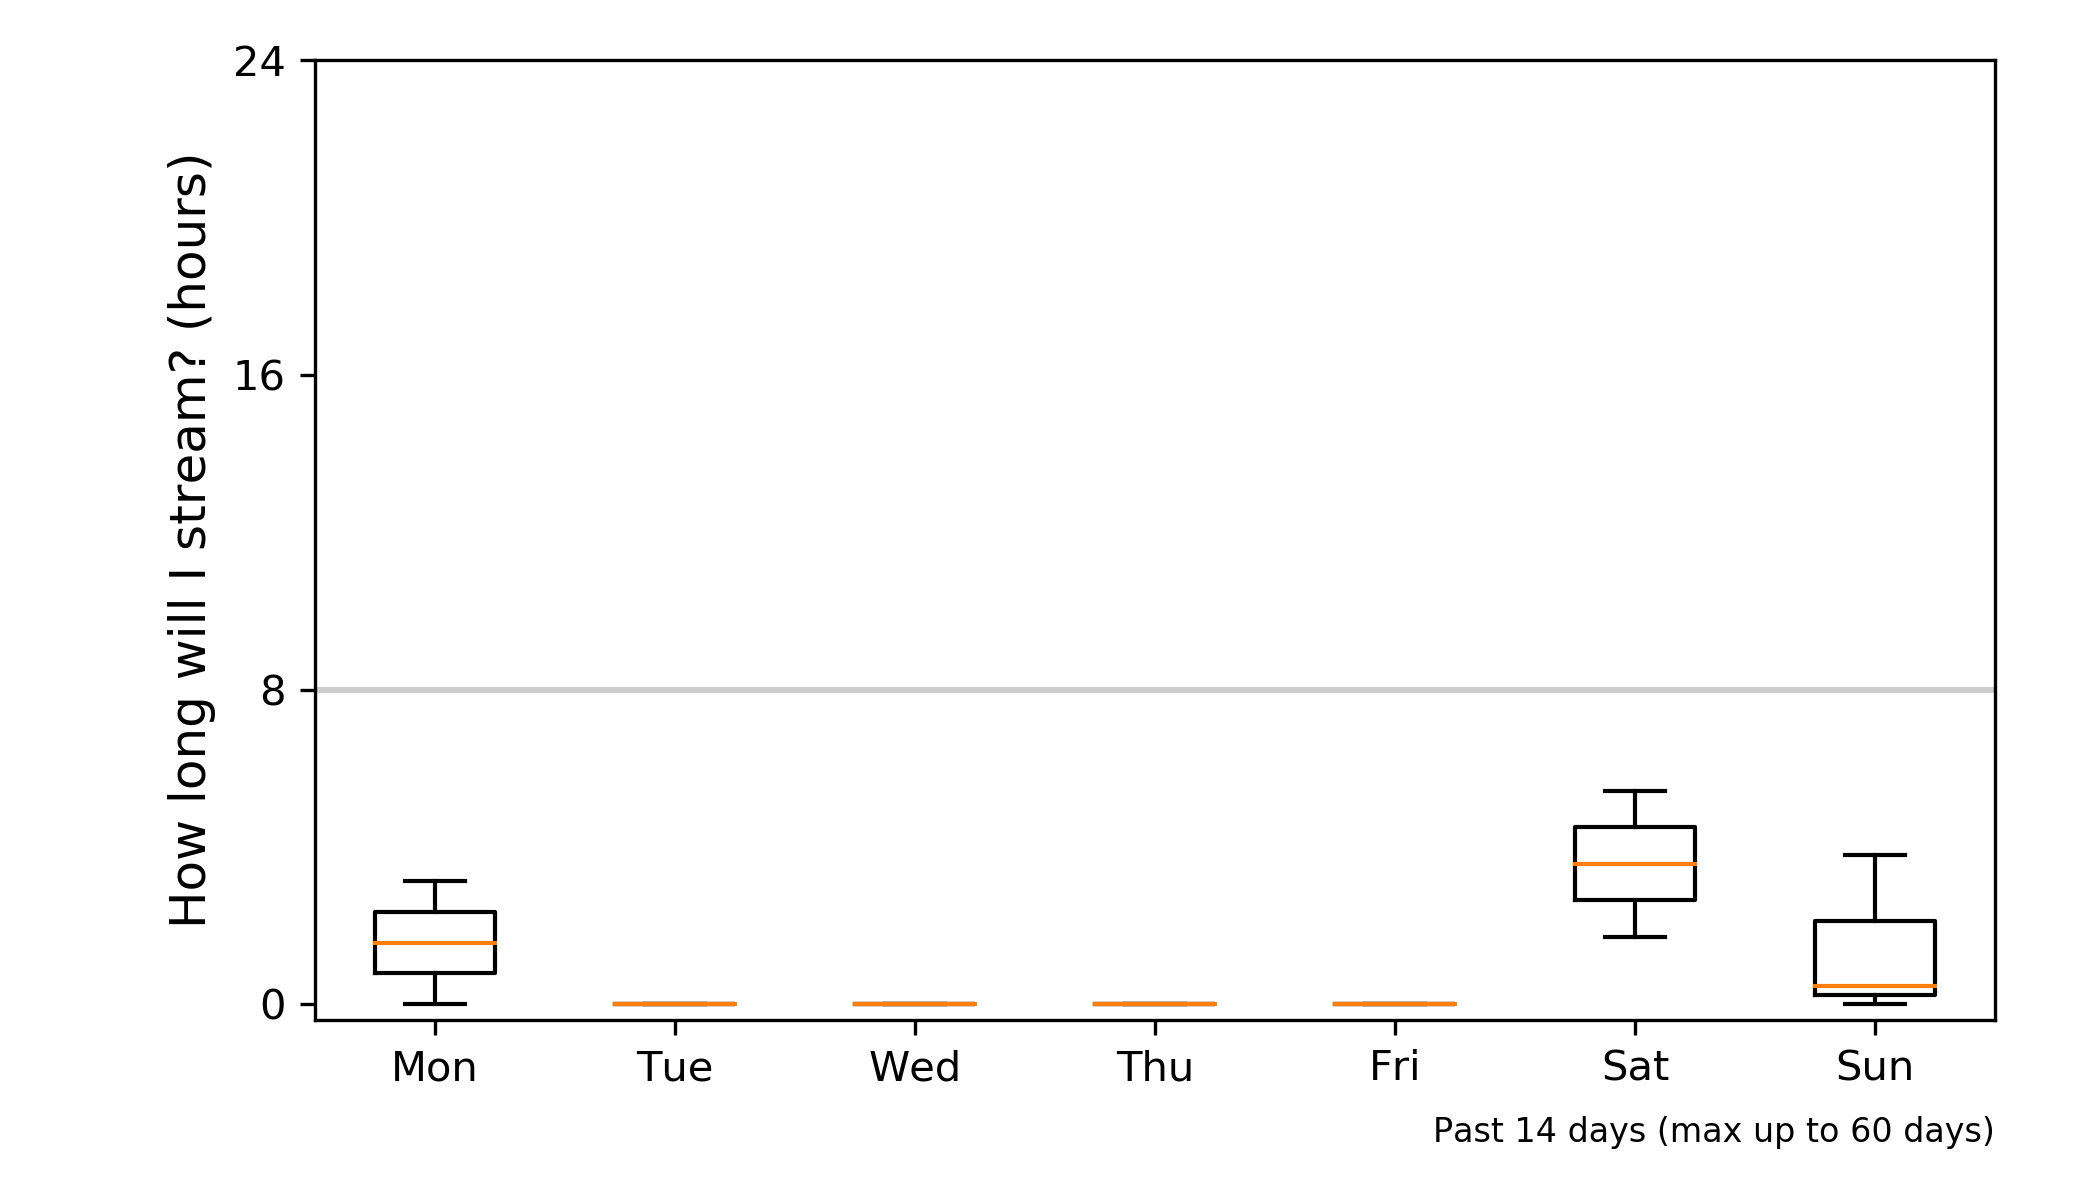 How long will I stream? (hours)
24
16
8
0
Mon Tue Wed Thu Fri Sat Sun
Past 14 days (max up to 60 days)